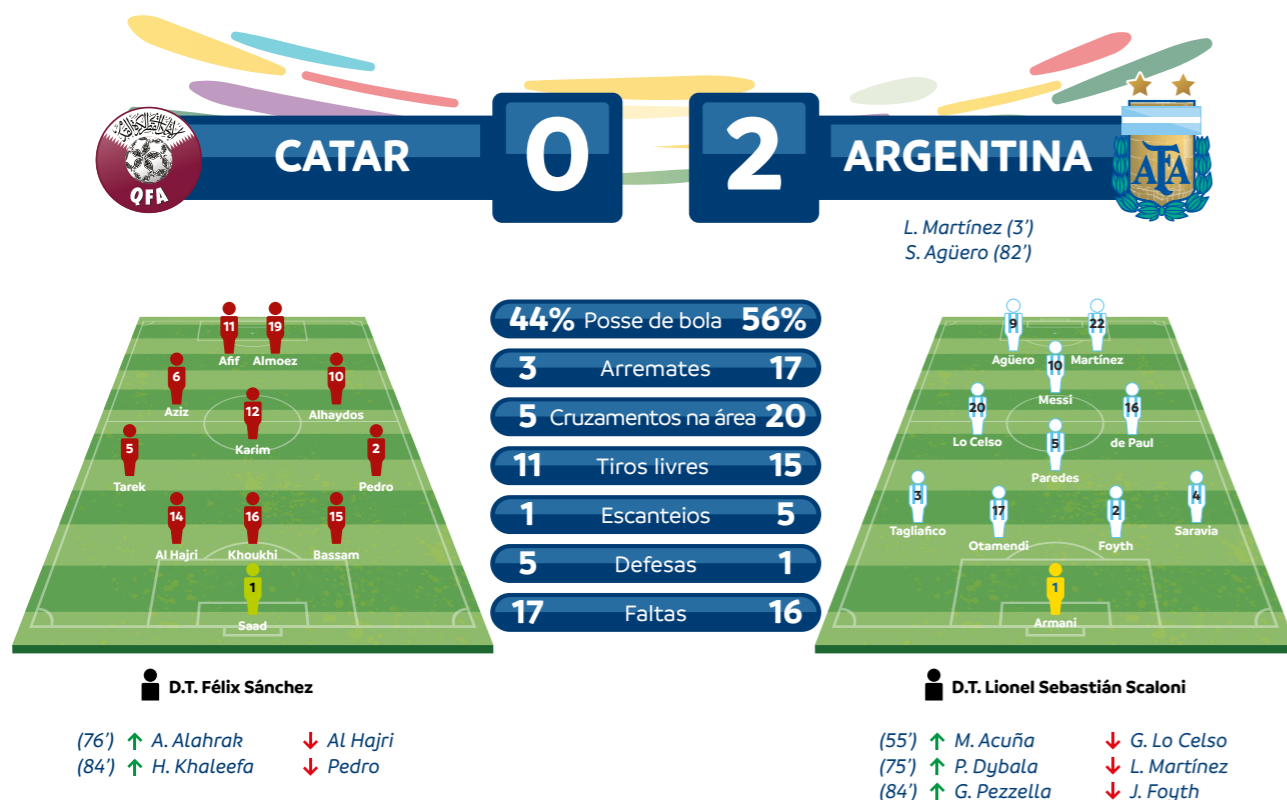 CATAR 0 2 ARGENTINA
QFA
AFA
L. Martínez (3’)
S. Agüero (82’)
44% Posse de bola 56%
3 Arremates 17
5 Cruzamentos na área 20
11 Tiros livres 15
1 Escanteios 5
5 Defesas 1
17 Faltas 16
11 19
Afif Almoez
6 10
Aziz Alhaydos
12
Karim
5 2
Tarek Pedro
14 16 15
Al Hajri Khoukhi Bassam
1
Saad
9 22
Agüero Martínez
10
Messi
20 16
Lo Celso de Paul
5
Paredes
3 4
Tagliafico Saravia
17 2
Otamendi Foyth
1
Armani
D.T. Félix Sánchez
(76’) ↑ A. Alahrak ↓ Al Hajri
(84’) ↑ H. Khaleefa ↓ Pedro
D.T. Lionel Sebastián Scaloni
(55’) ↑ M. Acuña ↓ G. Lo Celso
(75’) ↑ P. Dybala ↓ L. Martínez
(84’) ↑ G. Pezzella ↓ J. Foyth